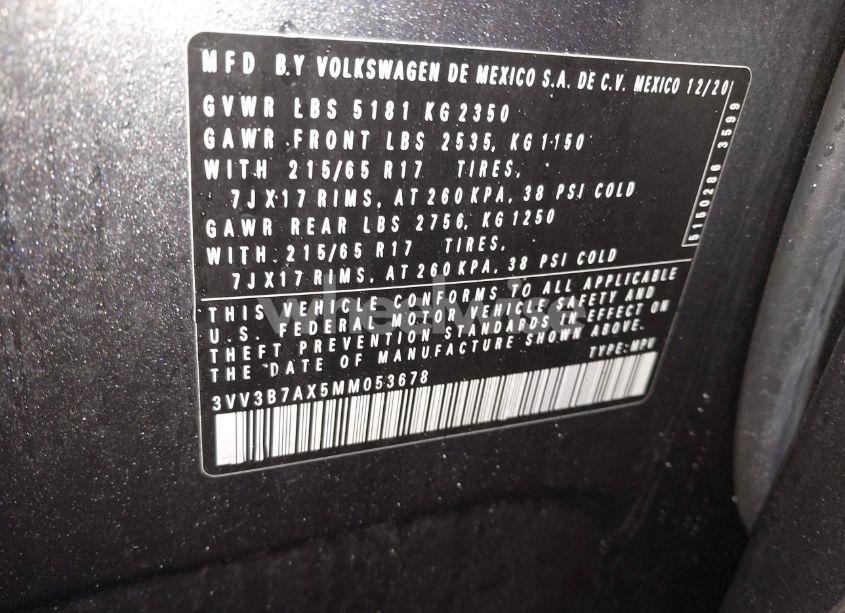 MFD BY VOLKSWAGEN DE MEXICO S.A. DE C.V. MEXICO 12/20
GVWR LBS 5181 KG 2350
GAWR FRONT LBS 2535, KG 1150
WITH 215/65 R17 TIRES,
7JX17 RIMS, AT 260 KPA, 38 PSI COLD
GAWR REAR LBS 2756, KG 1250
WITH 215/65 R17 TIRES,
7JX17 RIMS, AT 260 KPA, 38 PSI COLD
THIS VEHICLE CONFORMS TO ALL APPLICABLE
U.S. FEDERAL MOTOR VEHICLE SAFETY AND
THEFT PREVENTION STANDARDS IN EFFECT ON
THE DATE OF MANUFACTURE SHOWN ABOVE.
TYPE: MPV
3VV3B7AX5MM053678
3599